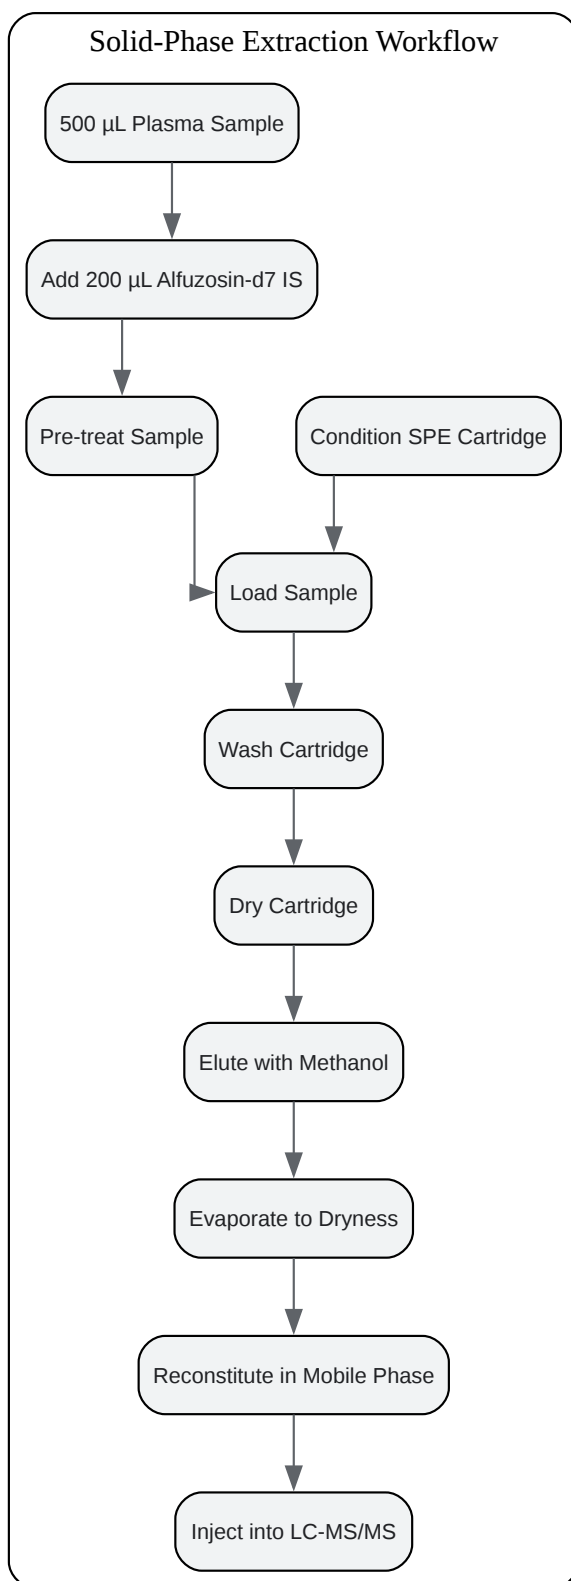 Solid-Phase Extraction Workflow
500 µL Plasma Sample
Add 200 µL Alfuzosin-d7 IS
Pre-treat Sample
Condition SPE Cartridge
Load Sample
Wash Cartridge
Dry Cartridge
Elute with Methanol
Evaporate to Dryness
Reconstitute in Mobile Phase
Inject into LC-MS/MS